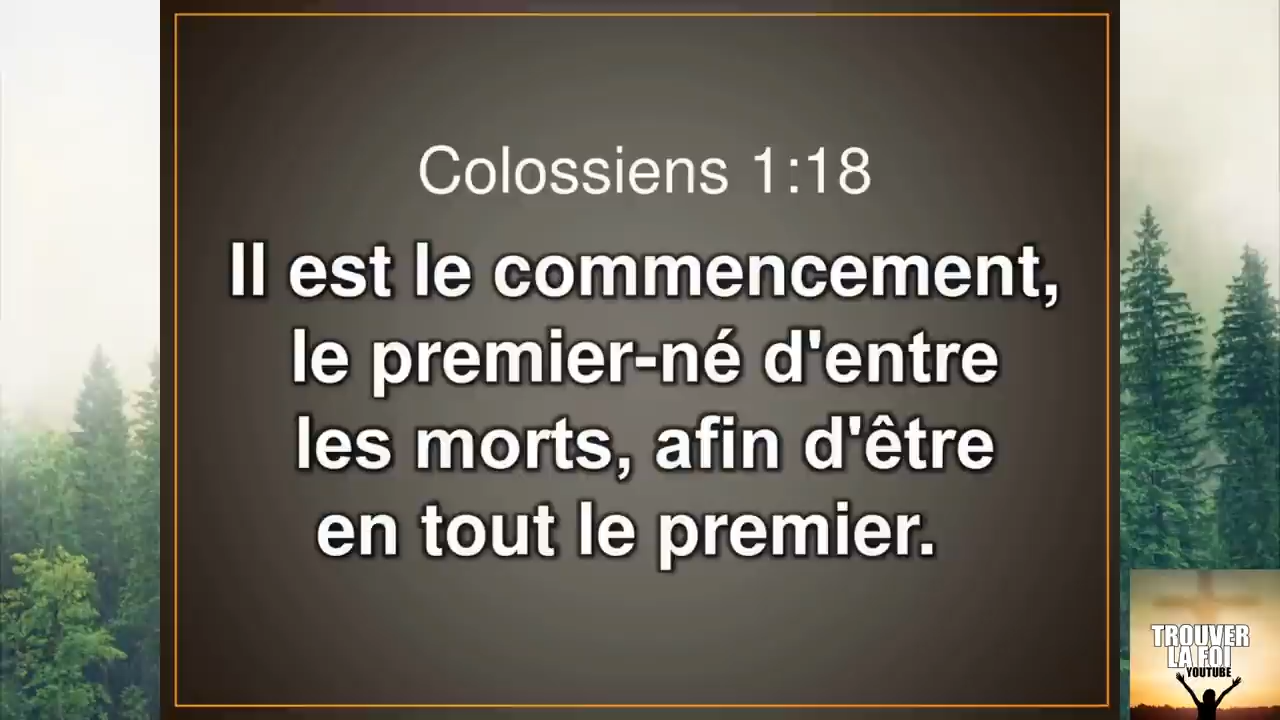 Colossiens 1:18
Il est le commencement,
le premier-né d'entre
les morts, afin d'être
en tout le premier.
TROUVER
LA FOI
YOUTUBE